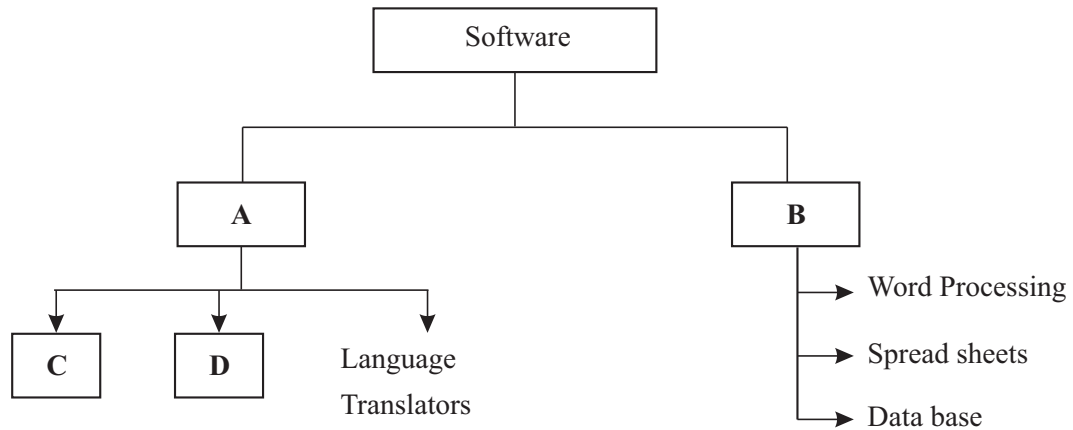 Software
A
B
C
D
Language
Translators
Word Processing
Spread sheets
Data base